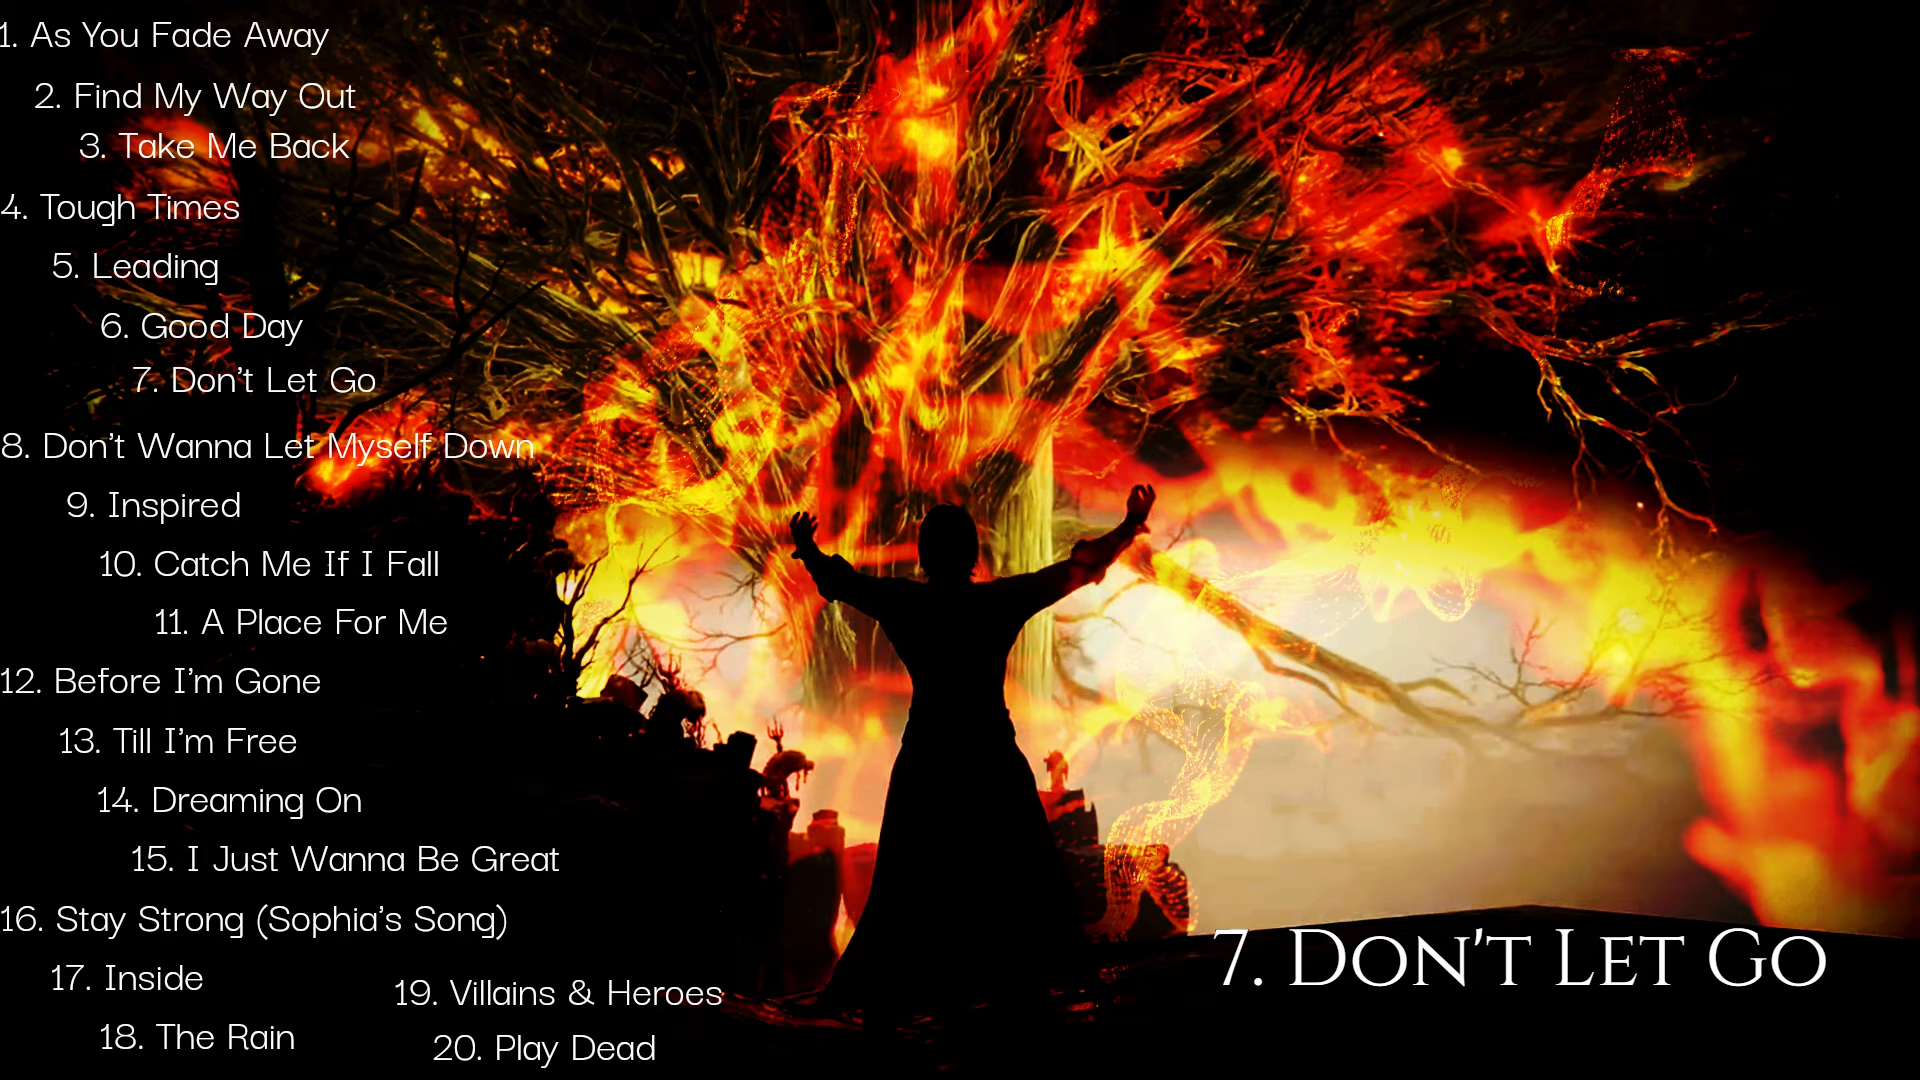 1. As You Fade Away
2. Find My Way Out
3. Take Me Back
4. Tough Times
5. Leading
6. Good Day
7. Don't Let Go
8. Don't Wanna Let Myself Down
9. Inspired
10. Catch Me If I Fall
11. A Place For Me
12. Before I'm Gone
13. Till I'm Free
14. Dreaming On
15. I Just Wanna Be Great
16. Stay Strong (Sophia's Song)
17. Inside
18. The Rain
19. Villains & Heroes
20. Play Dead
7. Don't Let Go